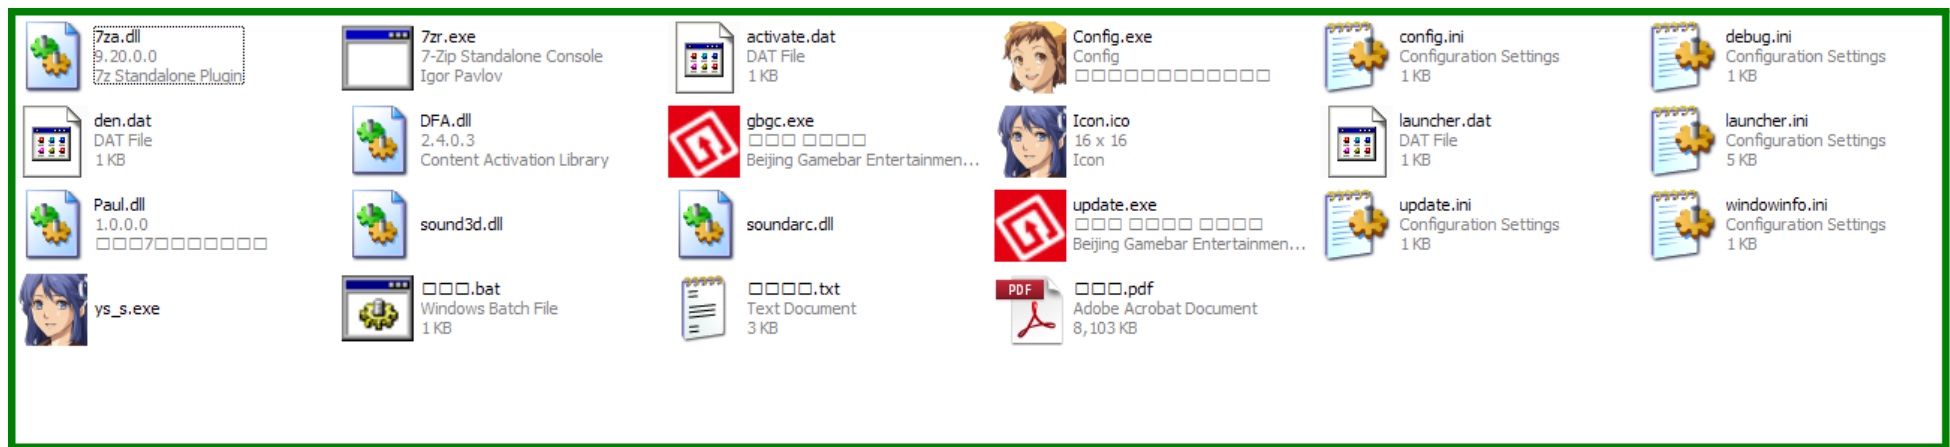 7za.dll
9.20.0.0
7z Standalone Plugin
7zr.exe
7-Zip Standalone Console
Igor Pavlov
activate.dat
DAT File
1 KB
Config.exe
Config
□□□□□□□□□□□□□
config.ini
Configuration Settings
1 KB
debug.ini
Configuration Settings
1 KB
den.dat
DAT File
1 KB
DFA.dll
2.4.0.3
Content Activation Library
gbgc.exe
□□□ □□□□
Beijing Gamebar Entertainmen...
Icon.ico
16 x 16
Icon
launcher.dat
DAT File
1 KB
launcher.ini
Configuration Settings
5 KB
Paul.dll
1.0.0.0
□□□7□□□□□□□
sound3d.dll
soundarc.dll
update.exe
□□□ □□□□ □□□□
Beijing Gamebar Entertainmen...
update.ini
Configuration Settings
1 KB
windowinfo.ini
Configuration Settings
1 KB
ys_s.exe
□□□.bat
Windows Batch File
1 KB
□□□□.txt
Text Document
3 KB
PDF
□□□.pdf
Adobe Acrobat Document
8,103 KB